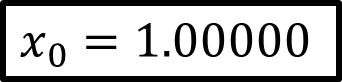 x₀ = 1.00000